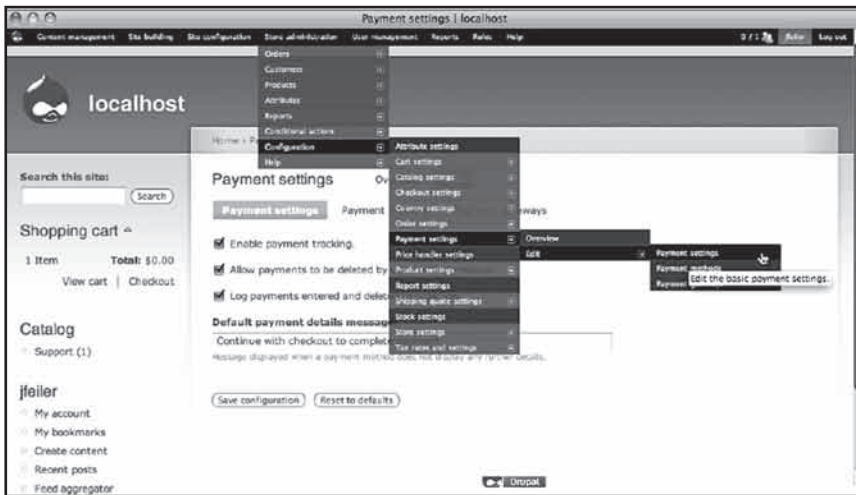 Payment settings | localhost
Content management Site building Site configuration Store administration User management Reports Rules Help 0 / 1 Log out
localhost
Orders
Customers
Products
Attributes
Reports
Conditional actions
Configuration
Help
Home ›
Attribute settings
Cart settings
Catalog settings
Checkout settings
Country settings
Order settings
Payment settings
Price handler settings
Product settings
Report settings
Shipping quote settings
Stock settings
Store settings
Tax rates and settings
Overview
Edit
Payment settings
Payment methods
Payment
Edit the basic payment settings.
Search this site:
Search
Shopping cart
1 Item Total: $0.00
View cart | Checkout
Catalog
Support (1)
jfeiler
My account
My bookmarks
Create content
Recent posts
Feed aggregator
Payment settings Ov
Payment settings Payment ways
Enable payment tracking.
Allow payments to be deleted by
Log payments entered and delet
Default payment details messag
Continue with checkout to complet
Message displayed when a payment method does not display any further details.
Save configuration Reset to defaults
Drupal